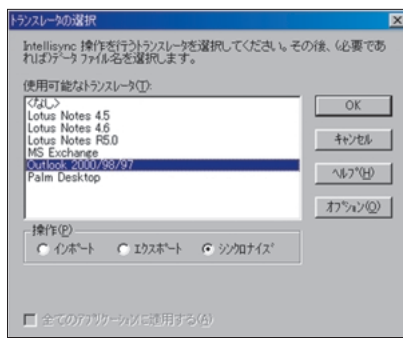 トランスレータの選択
Intellisync 操作を行うトランスレータを選択してください。その後、(必要であ
れば)データ ファイル名を選択します。
使用可能なトランスレータ(T):
<なし>
Lotus Notes 4.5
Lotus Notes 4.6
Lotus Notes R5.0
MS Exchange
Outlook 2000/98/97
Palm Desktop
OK
キャンセル
ヘルプ(H)
オプション(O)
操作(P)
インポート
エクスポート
シンクロナイズ
全てのアプリケーションに適用する(A)